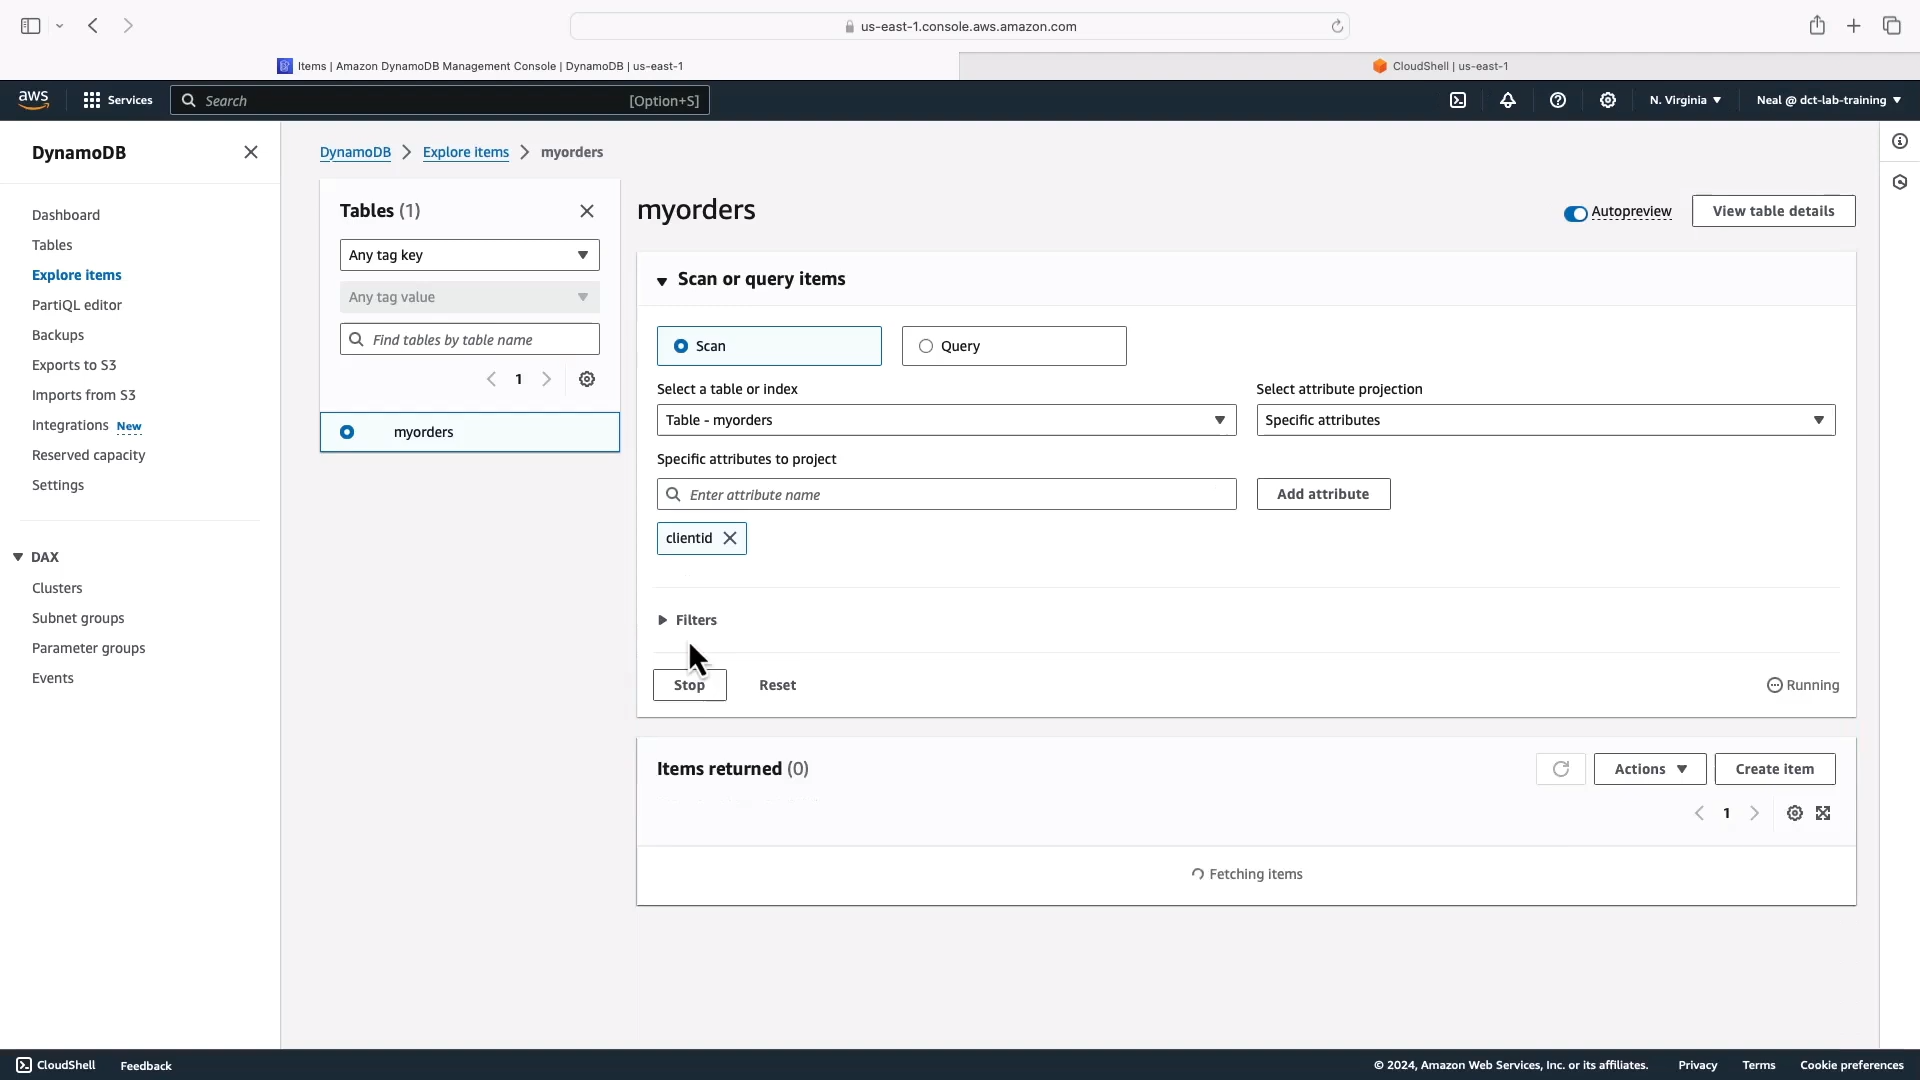 us-east-1.console.aws.amazon.com
Items | Amazon DynamoDB Management Console | DynamoDB | us-east-1
CloudShell | us-east-1
aws
Services
Search
[Option+S]
N. Virginia
Neal @ dct-lab-training
DynamoDB
Dashboard
Tables
Explore items
PartiQL editor
Backups
Exports to S3
Imports from S3
Integrations New
Reserved capacity
Settings
DAX
Clusters
Subnet groups
Parameter groups
Events
DynamoDB
Explore items
myorders
Tables (1)
Any tag key
Any tag value
Find tables by table name
1
myorders
myorders
Autopreview
View table details
Scan or query items
Scan
Query
Select a table or index
Table - myorders
Select attribute projection
Specific attributes
Specific attributes to project
Enter attribute name
Add attribute
clientid
Filters
Stop
Reset
Running
Items returned (0)
Actions
Create item
1
Fetching items
CloudShell
Feedback
© 2024, Amazon Web Services, Inc. or its affiliates.
Privacy
Terms
Cookie preferences